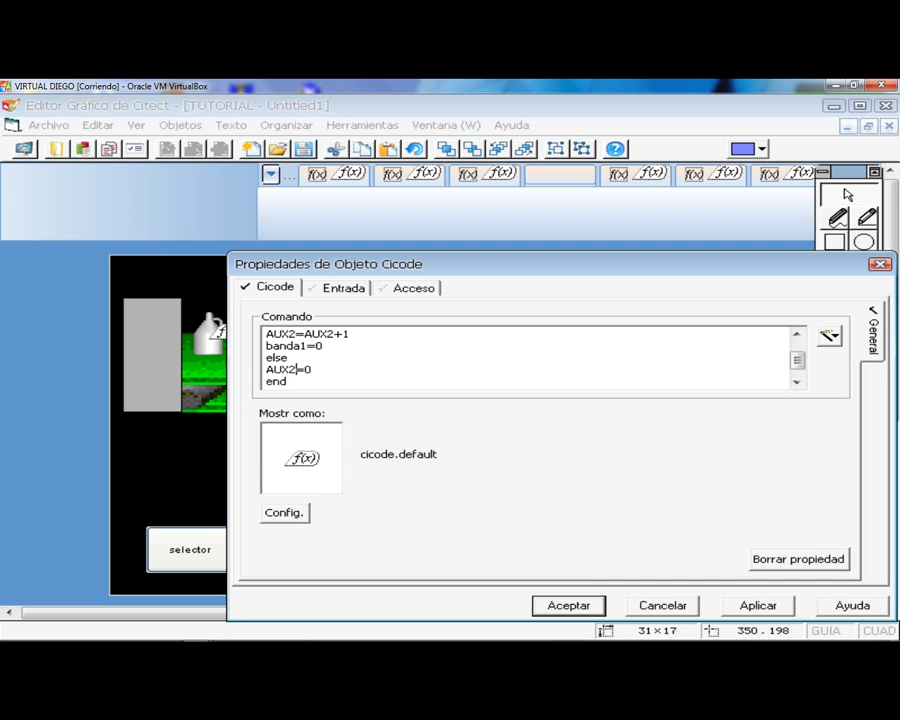 VIRTUAL DIEGO [Corriendo] - Oracle VM VirtualBox
Editor Gráfico de Citect - [TUTORIAL - Untitled1]
Archivo Editar Ver Objetos Texto Organizar Herramientas Ventana (W) Ayuda
... f(x) f(x) f(x) f(x) f(x) f(x) f(x) f(x) f(x) f(x) f(x) f(x)
Propiedades de Objeto Cicode
Cicode Entrada Acceso
General
Comando
AUX2=AUX2+1
banda1=0
else
AUX2=0
end
Mostr como:
f(x)
cicode.default
Config.
selector
Borrar propiedad
Aceptar Cancelar Aplicar Ayuda
31×17 350 , 198 GUÍA CUAD